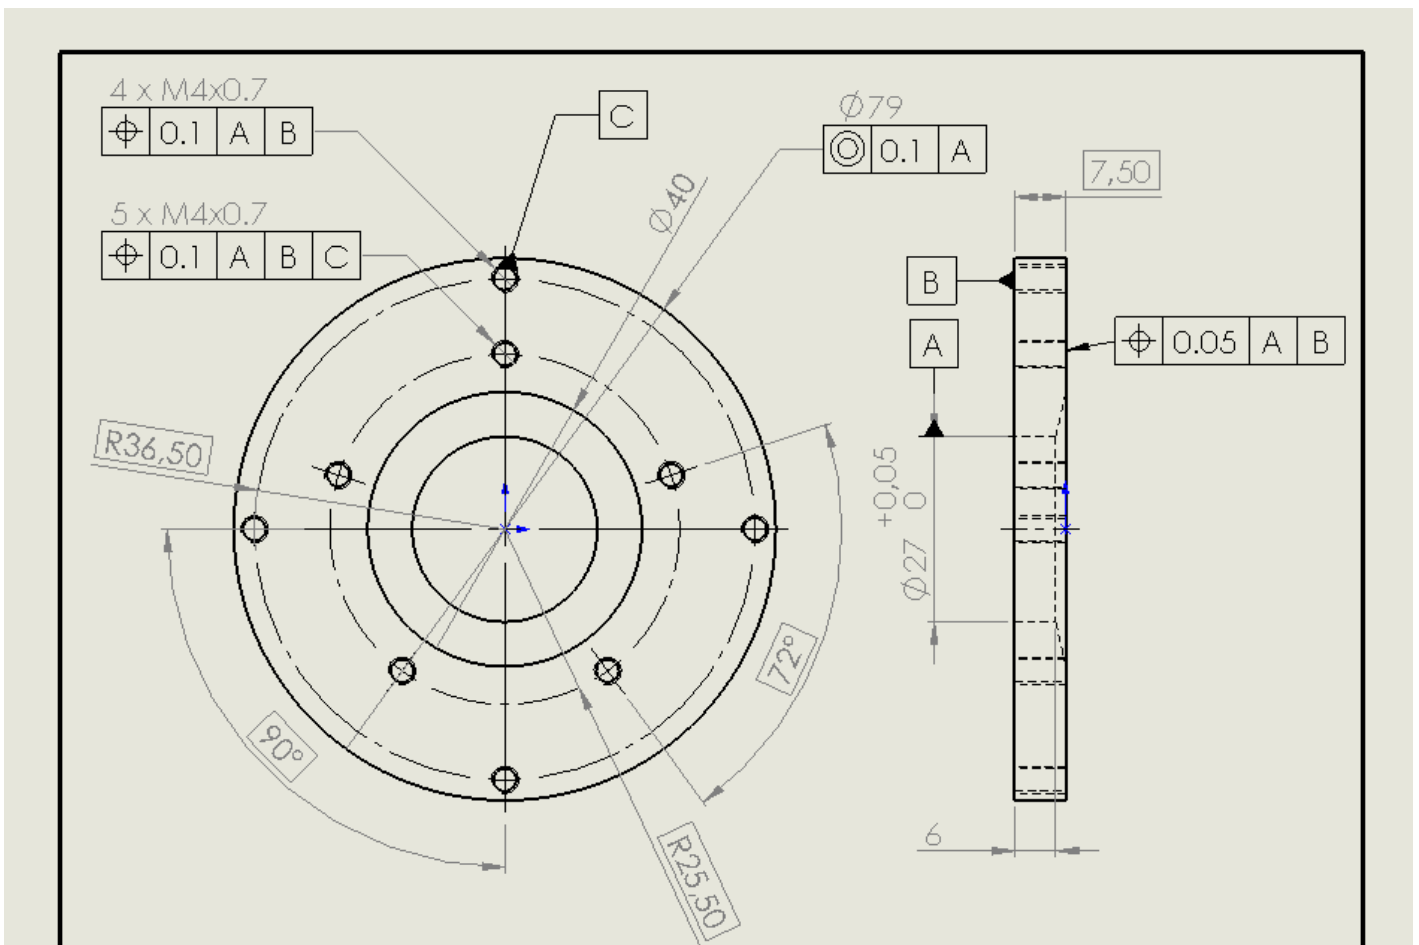 4 x M4x0.7
⌖ 0.1 A B
C
Ø79
◎ 0.1 A
7,50
Ø40
5 x M4x0.7
⌖ 0.1 A B C
B
A
⌖ 0.05 A B
R36,50
Ø27 +0,05 0
72°
90°
R25,50
6